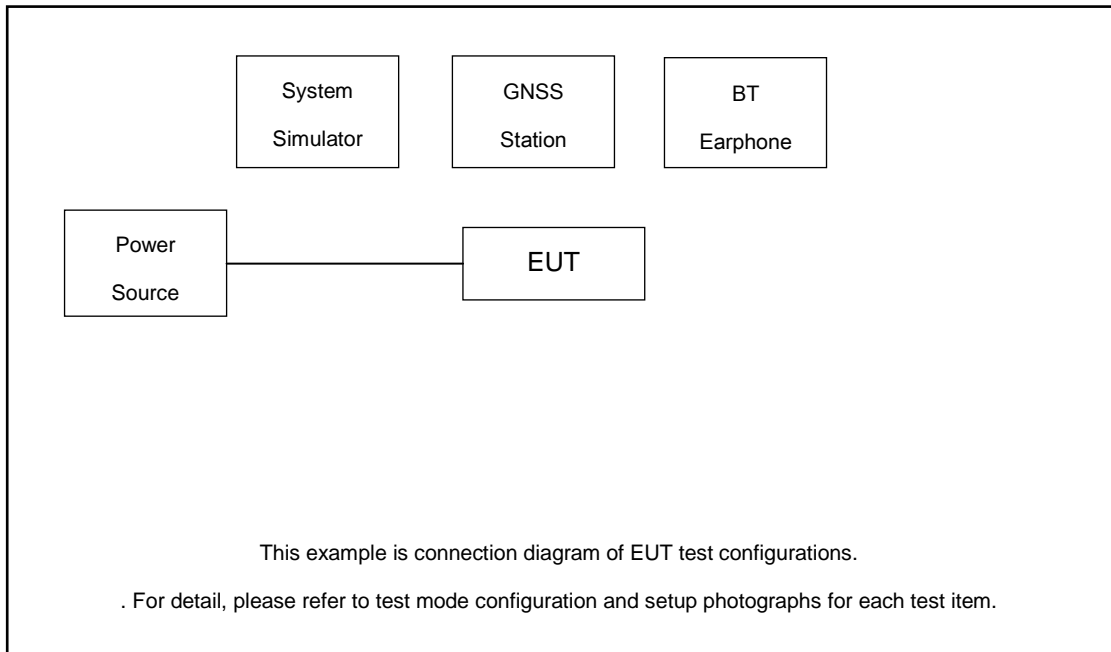 System
Simulator
GNSS
Station
BT
Earphone
Power
Source
EUT
This example is connection diagram of EUT test configurations.
. For detail, please refer to test mode configuration and setup photographs for each test item.